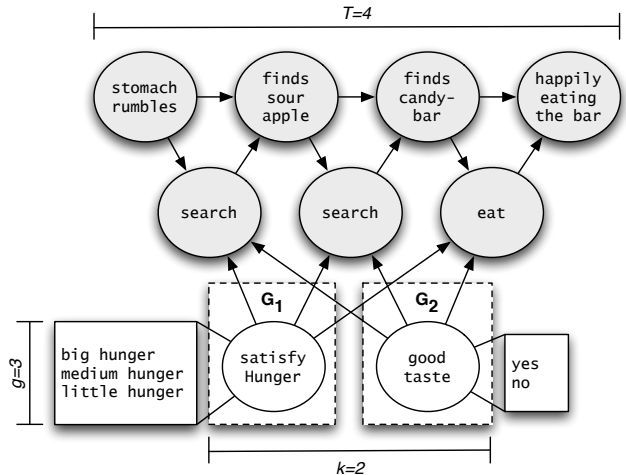 T=4
stomach
rumbles
finds
sour
apple
finds
candy-
bar
happily
eating
the bar
search
search
eat
G1
G2
g=3
big hunger
medium hunger
little hunger
satisfy
Hunger
good
taste
yes
no
k=2